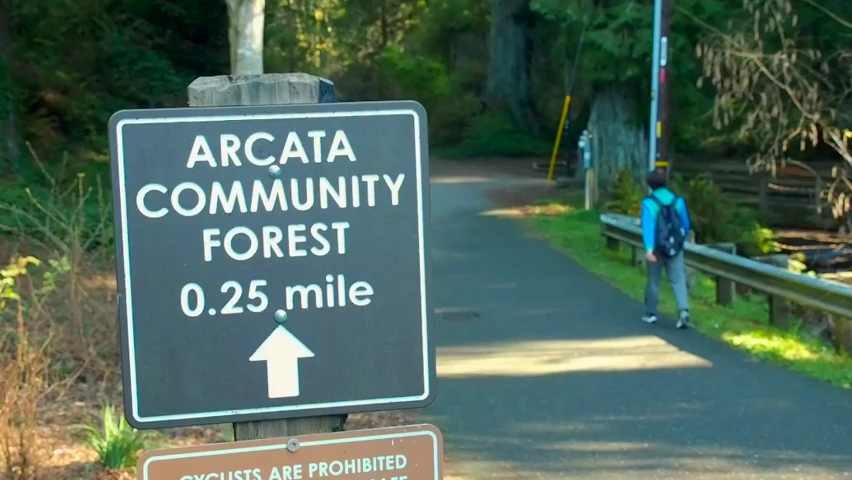 ARCATA
COMMUNITY
FOREST
0.25 mile
CYCLISTS ARE PROHIBITED